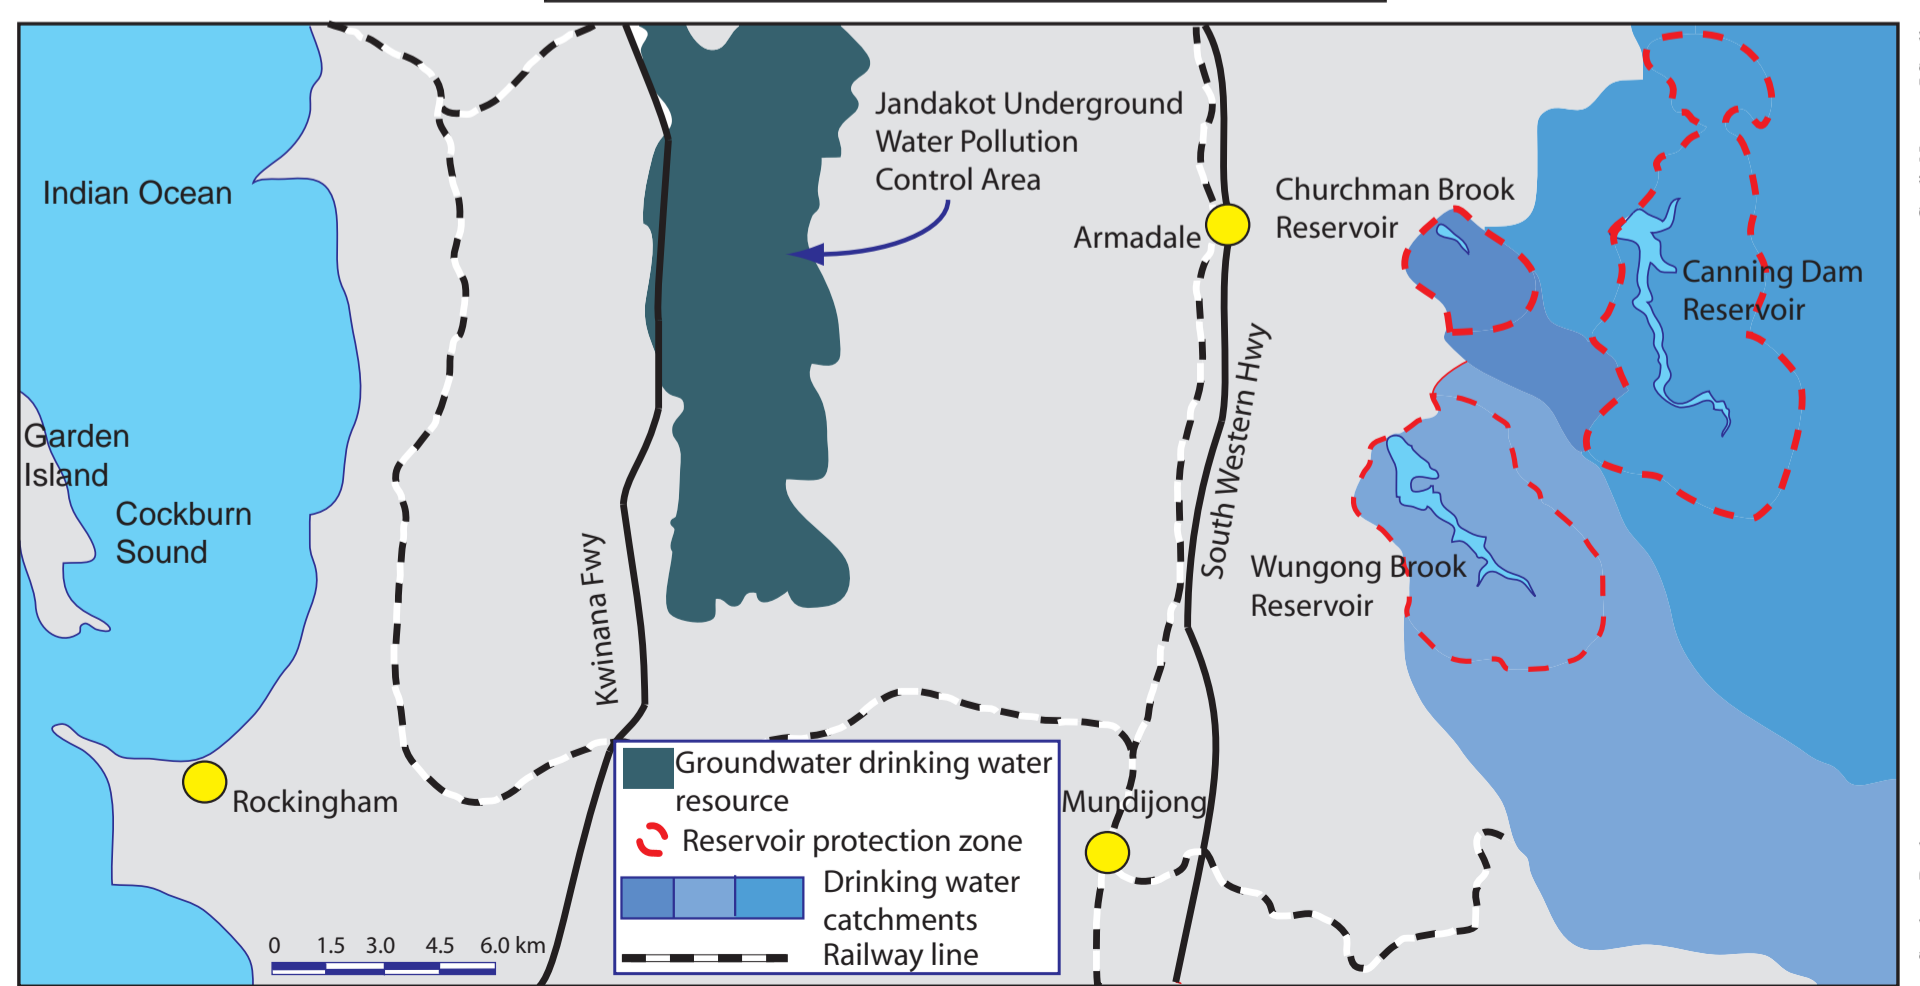 Jandakot Underground
Water Pollution
Control Area
Indian Ocean
Churchman Brook
Reservoir
Armadale
Canning Dam
Reservoir
South Western Hwy
Garden
Island
Cockburn
Sound
Kwinana Fwy
Wungong Brook
Reservoir
Rockingham
Mundijong
Groundwater drinking water
resource
Reservoir protection zone
Drinking water
catchments
Railway line
0 1.5 3.0 4.5 6.0 km